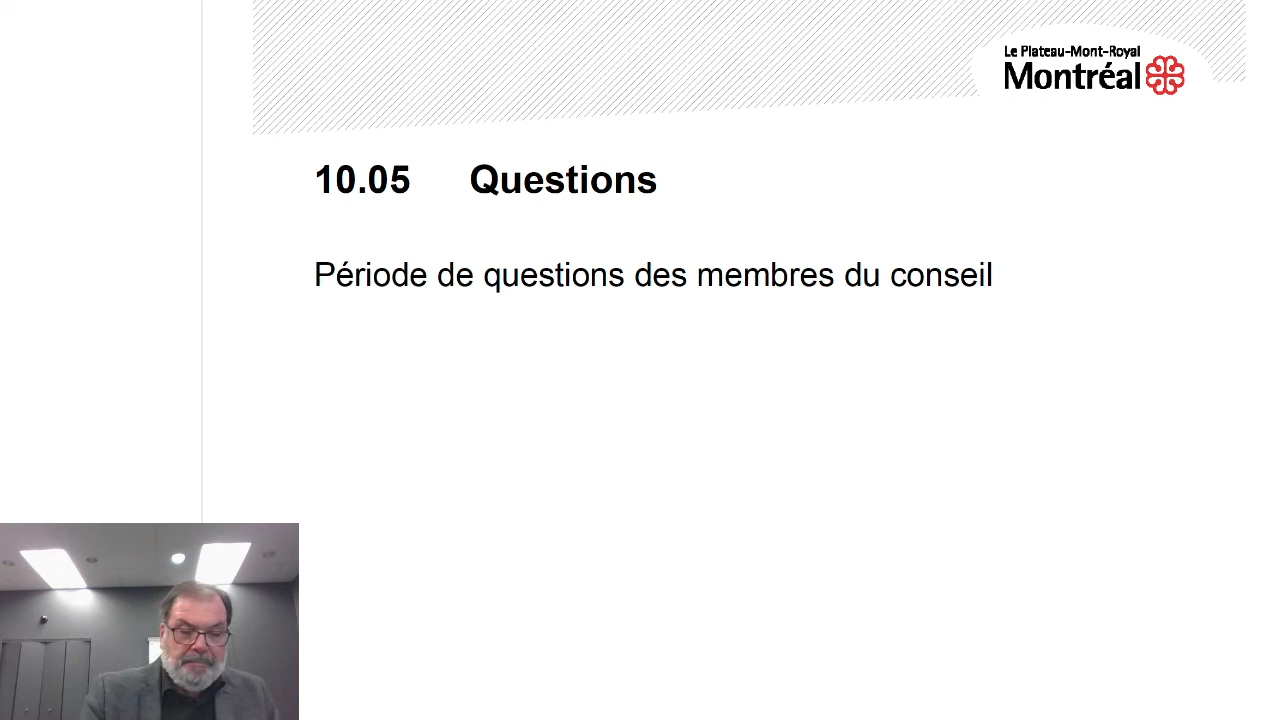 Le Plateau-Mont-Royal
Montréal
10.05 Questions
Période de questions des membres du conseil